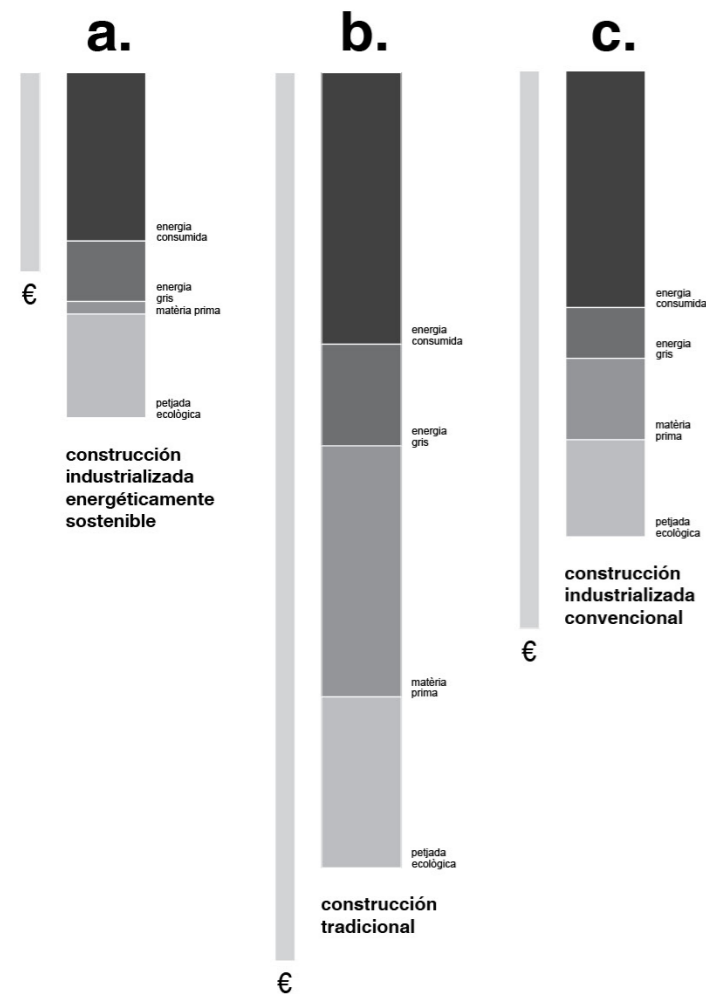 a.
€
energia
consumida
energia
gris
matèria prima
petjada
ecològica
construcción
industrializada
energéticamente
sostenible
b.
€
energia
consumida
energia
gris
matèria
prima
petjada
ecològica
construcción
tradicional
c.
€
energia
consumida
energia
gris
matèria
prima
petjada
ecològica
construcción
industrializada
convencional